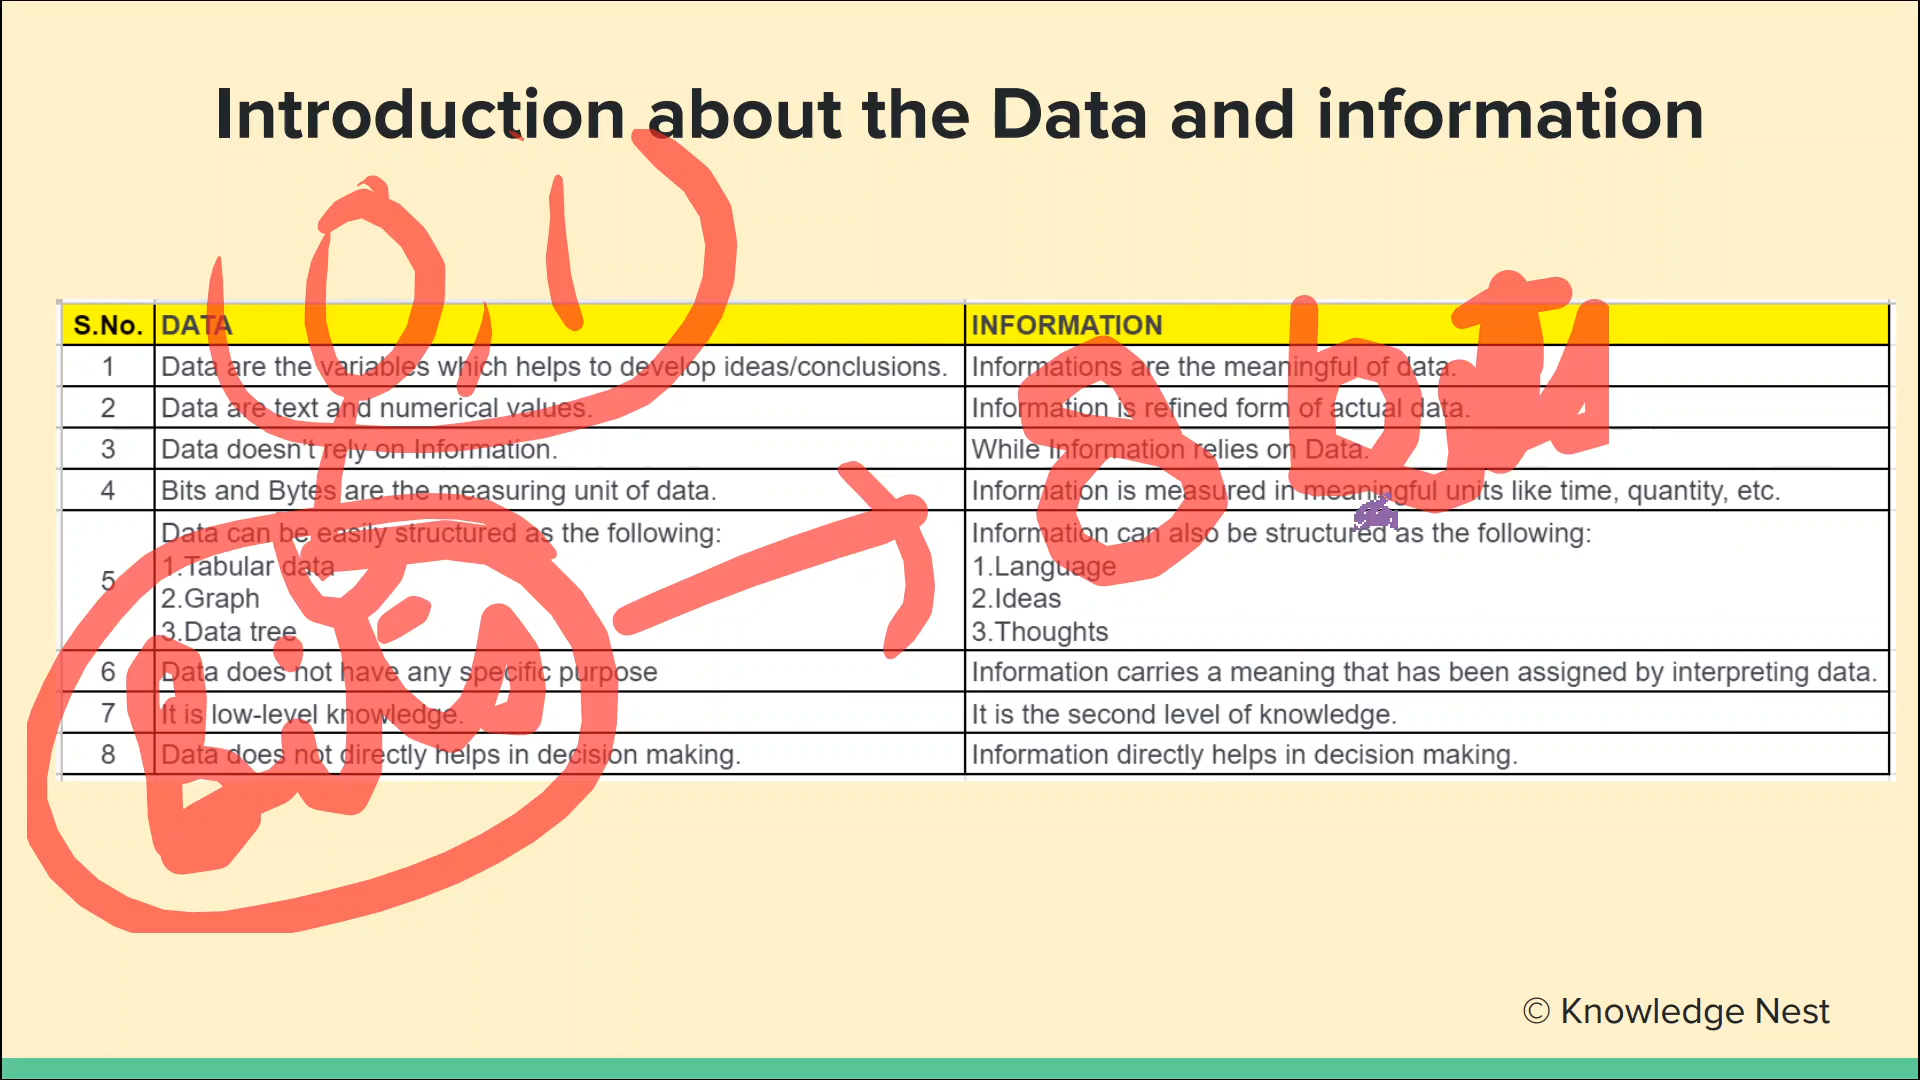 Introduction about the Data and information
0, 1
S.No. DATA INFORMATION
1 Data are the variables which helps to develop ideas/conclusions. Informations are the meaningful of data.
2 Data are text and numerical values. Information is refined form of actual data.
3 Data doesn't rely on Information. While Information relies on Data.
4 Bits and Bytes are the measuring unit of data. Information is measured in meaningful units like time, quantity, etc.
5 Data can be easily structured as the following: Information can also be structured as the following:
1.Tabular data 1.Language
2.Graph 2.Ideas
3.Data tree 3.Thoughts
6 Data does not have any specific purpose Information carries a meaning that has been assigned by interpreting data.
7 It is low-level knowledge. It is the second level of knowledge.
8 Data does not directly helps in decision making. Information directly helps in decision making.
8
© Knowledge Nest